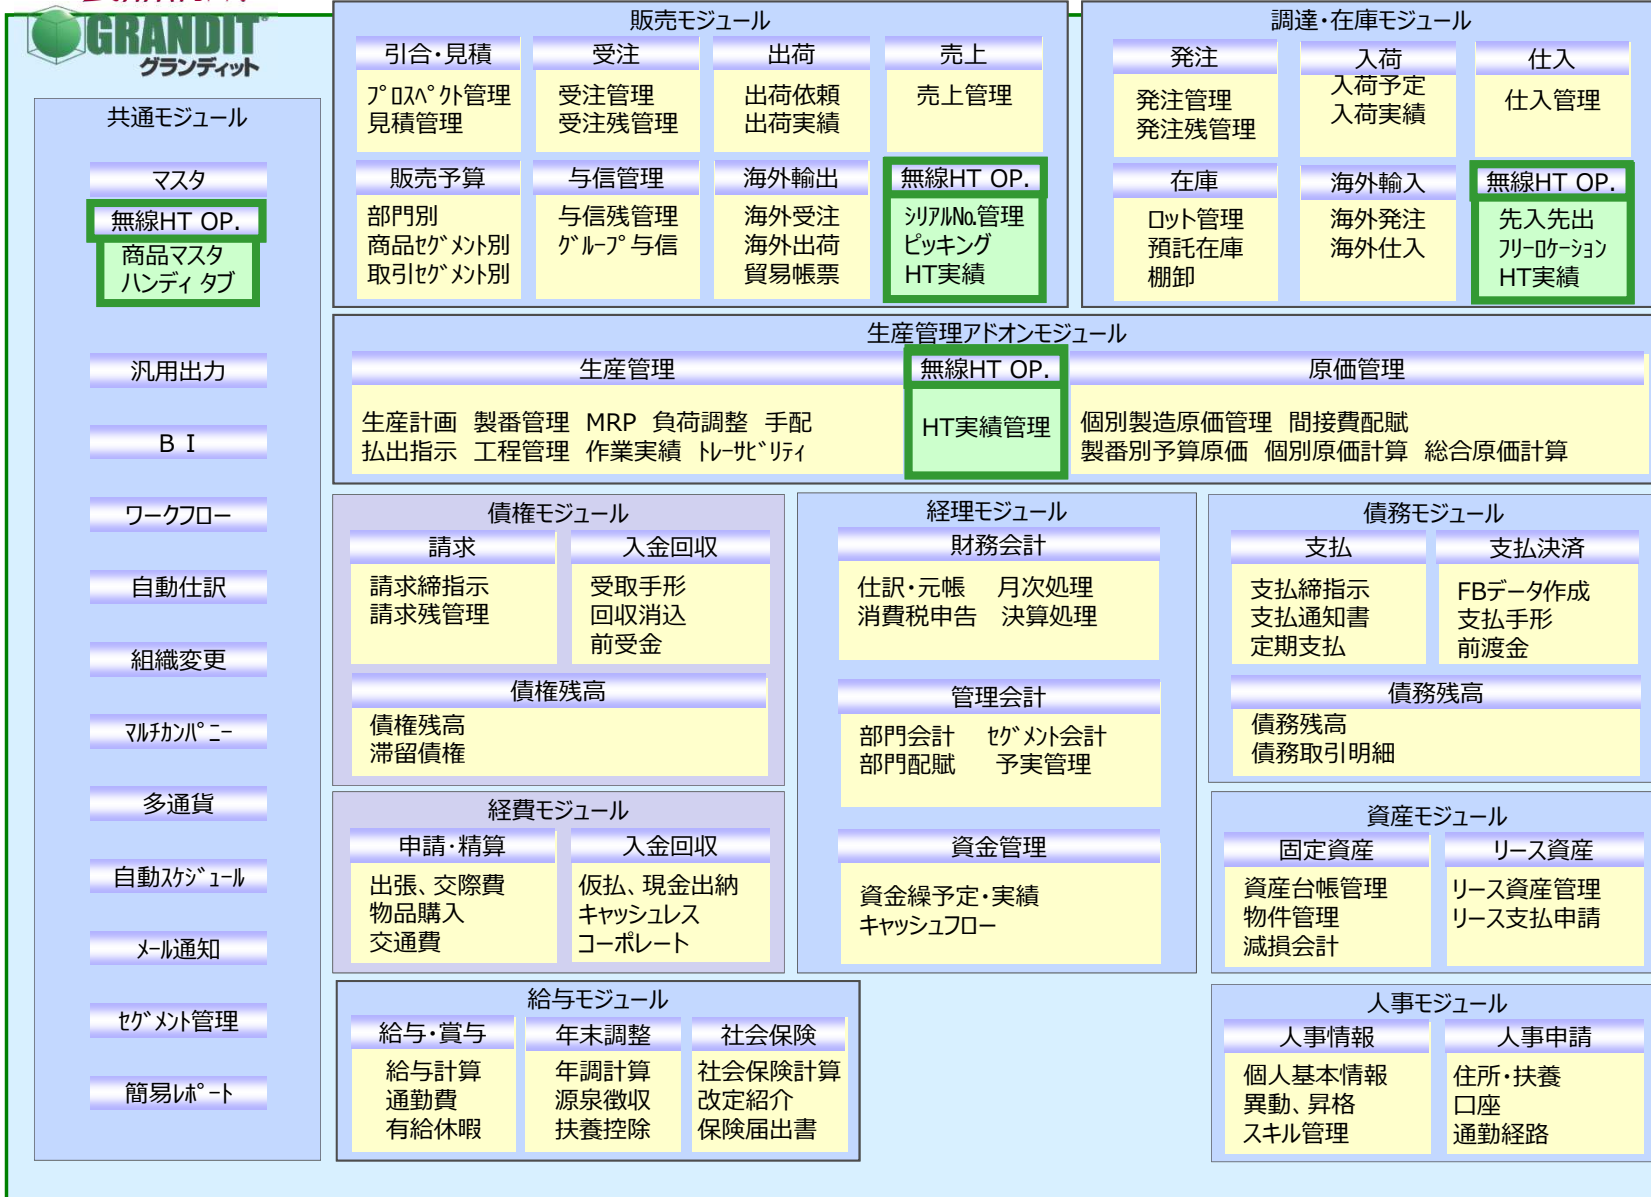 GRANDIT
グランディット
共通モジュール
マスタ
無線HT OP.
商品マスタ
ハンディ タブ
汎用出力
ＢＩ
ワークフロー
自動仕訳
組織変更
ﾏﾙﾁｶﾝﾊﾟﾆｰ
多通貨
自動ｽｹｼﾞｭｰﾙ
ﾒｰﾙ通知
ｾｸﾞﾒﾝﾄ管理
簡易ﾚﾎﾟｰﾄ
販売モジュール
引合・見積
ﾌﾟﾛｽﾍﾟｸﾄ管理
見積管理
受注
受注管理
受注残管理
出荷
出荷依頼
出荷実績
売上
売上管理
販売予算
部門別
商品ｾｸﾞﾒﾝﾄ別
取引ｾｸﾞﾒﾝﾄ別
与信管理
与信残管理
ｸﾞﾙｰﾌﾟ与信
海外輸出
海外受注
海外出荷
貿易帳票
無線HT OP.
ｼﾘｱﾙNo.管理
ピッキング
HT実績
調達・在庫モジュール
発注
発注管理
発注残管理
入荷
入荷予定
入荷実績
仕入
仕入管理
在庫
ロット管理
預託在庫
棚卸
海外輸入
海外発注
海外仕入
無線HT OP.
先入先出
ﾌﾘｰﾛｹｰｼｮﾝ
HT実績
生産管理アドオンモジュール
生産管理
生産計画 製番管理 MRP 負荷調整 手配
払出指示 工程管理 作業実績 ﾄﾚｰｻﾋﾞﾘﾃｨ
無線HT OP.
HT実績管理
原価管理
個別製造原価管理 間接費配賦
製番別予算原価 個別原価計算 総合原価計算
債権モジュール
請求
請求締指示
請求残管理
入金回収
受取手形
回収消込
前受金
債権残高
債権残高
滞留債権
経理モジュール
財務会計
仕訳・元帳 月次処理
消費税申告 決算処理
管理会計
部門会計 ｾｸﾞﾒﾝﾄ会計
部門配賦 予実管理
資金管理
資金繰予定・実績
キャッシュフロー
債務モジュール
支払
支払締指示
支払通知書
定期支払
支払決済
FBデータ作成
支払手形
前渡金
債務残高
債務残高
債務取引明細
経費モジュール
申請・精算
出張、交際費
物品購入
交通費
入金回収
仮払、現金出納
キャッシュレス
コーポレート
資産モジュール
固定資産
資産台帳管理
物件管理
減損会計
リース資産
リース資産管理
リース支払申請
給与モジュール
給与・賞与
給与計算
通勤費
有給休暇
年末調整
年調計算
源泉徴収
扶養控除
社会保険
社会保険計算
改定紹介
保険届出書
人事モジュール
人事情報
個人基本情報
異動、昇格
スキル管理
人事申請
住所・扶養
口座
通勤経路